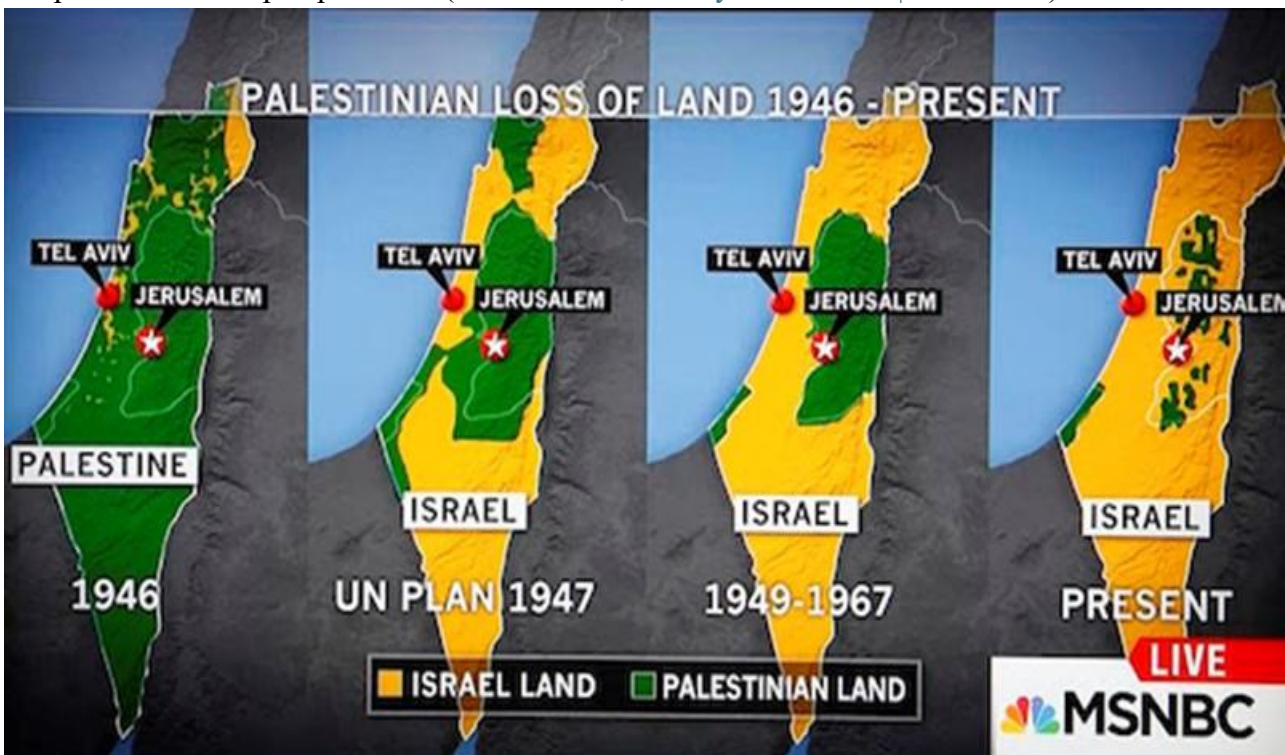 PALESTINIAN LOSS OF LAND 1946 - PRESENT
TEL AVIV
JERUSALEM
PALESTINE
1946
TEL AVIV
JERUSALEM
ISRAEL
UN PLAN 1947
TEL AVIV
JERUSALEM
ISRAEL
1949-1967
TEL AVIV
JERUSALEM
ISRAEL
PRESENT
ISRAEL LAND
PALESTINIAN LAND
LIVE
MSNBC